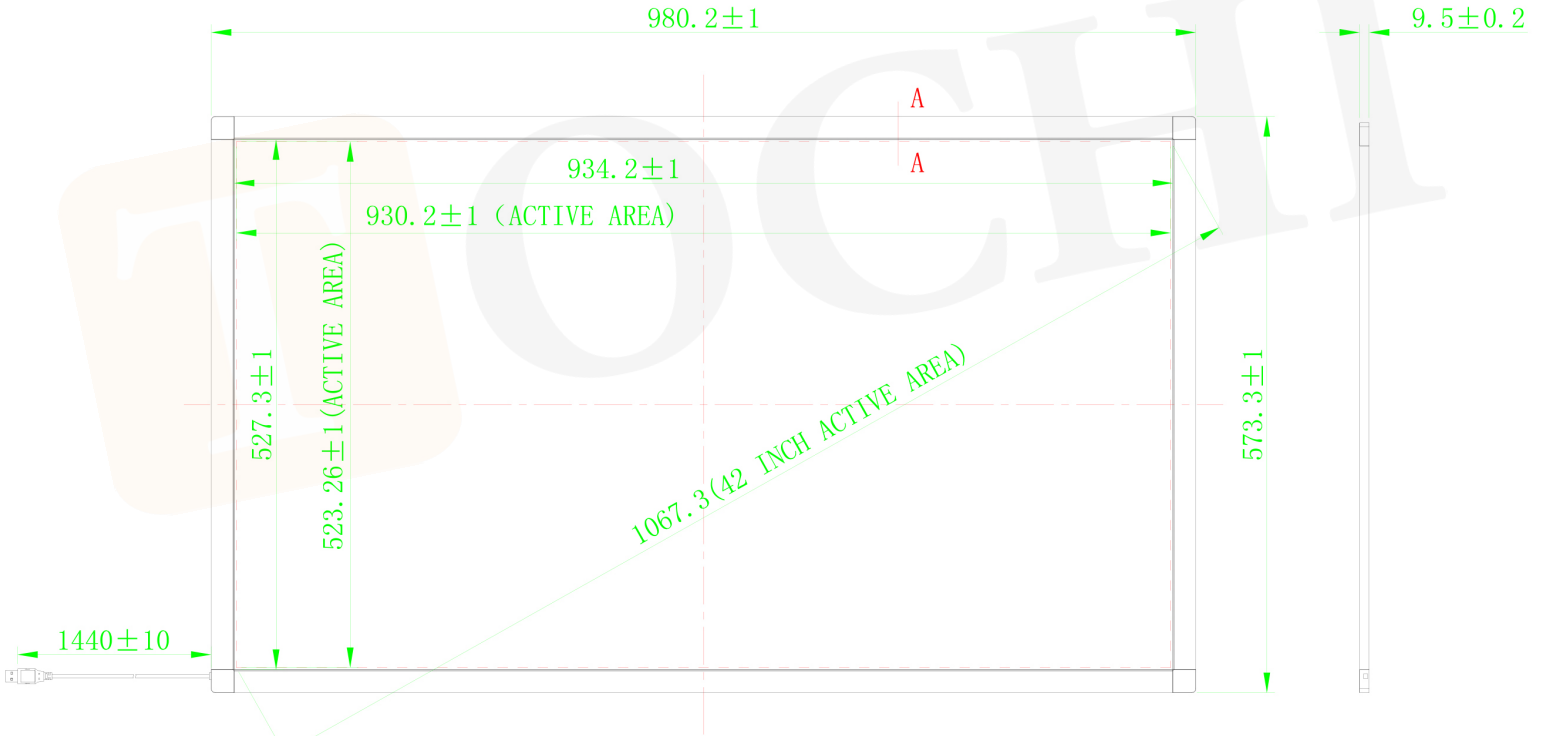 980.2±1
9.5±0.2
A
A
934.2±1
930.2±1 (ACTIVE AREA)
527.3±1
523.26±1(ACTIVE AREA)
1067.3(42 INCH ACTIVE AREA)
573.3±1
1440±10
TOCHI